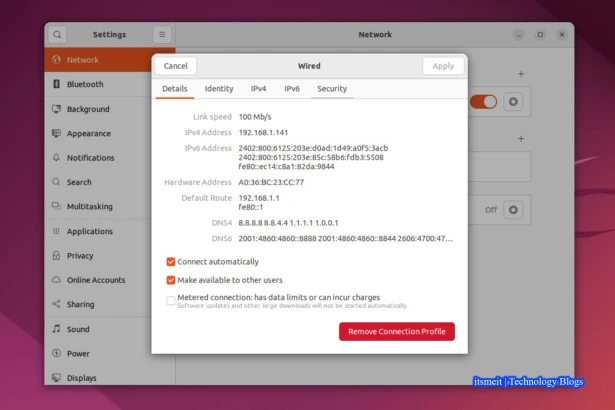 Settings
Network
Network
Bluetooth
Background
Appearance
Notifications
Search
Multitasking
Applications
Privacy
Online Accounts
Sharing
Sound
Power
Displays
Off
Cancel
Wired
Apply
Details Identity IPv4 IPv6 Security
Link speed 100 Mb/s
IPv4 Address 192.168.1.141
IPv6 Address 2402:800:6125:203e:d0ad:1d49:a0f5:3acb
2402:800:6125:203e:85c:58b6:fdb3:5508
fe80::ec14:c8a1:82da:9844
Hardware Address A0:36:BC:23:CC:77
Default Route 192.168.1.1
fe80::1
DNS4 8.8.8.8 8.8.4.4 1.1.1.1 1.0.0.1
DNS6 2001:4860:4860::8888 2001:4860:4860::8844 2606:4700:47…
Connect automatically
Make available to other users
Metered connection: has data limits or can incur charges
Software updates and other large downloads will not be started automatically.
Remove Connection Profile
itsmeit | Technology Blogs